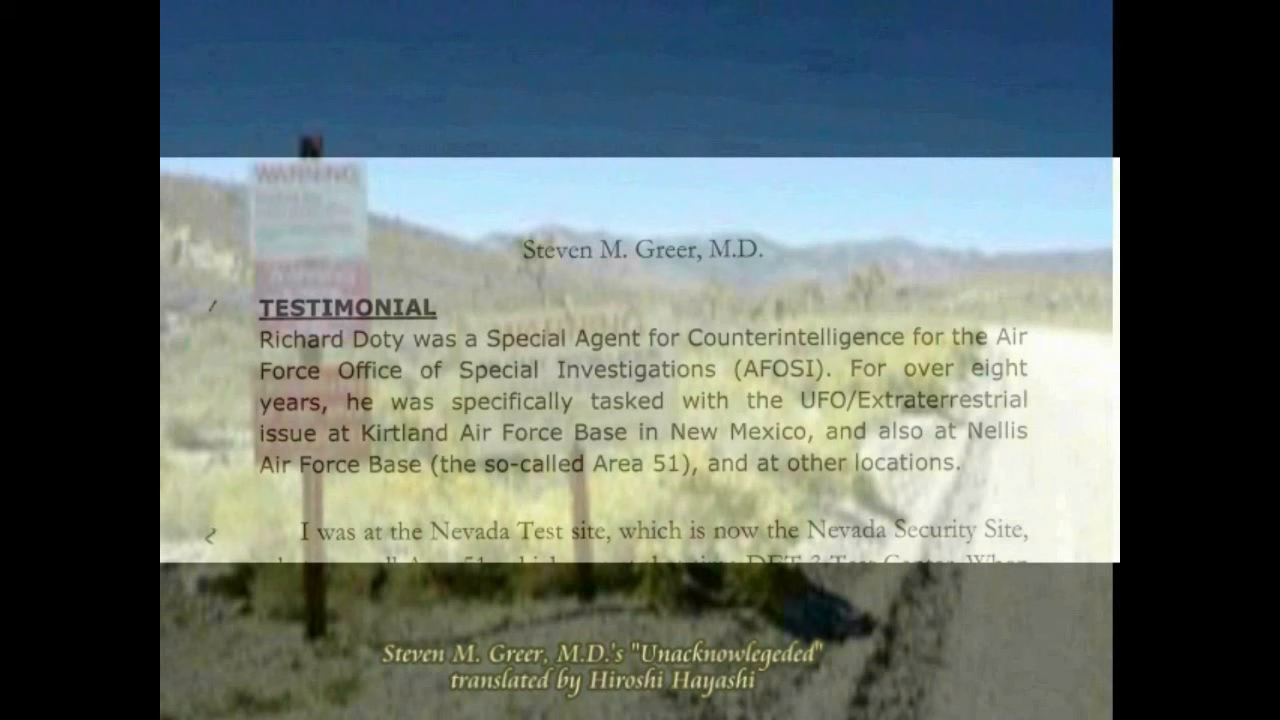 WARNING
Steven M. Greer, M.D.
TESTIMONIAL
Richard Doty was a Special Agent for Counterintelligence for the Air
Force Office of Special Investigations (AFOSI). For over eight
years, he was specifically tasked with the UFO/Extraterrestrial
issue at Kirtland Air Force Base in New Mexico, and also at Nellis
Air Force Base (the so-called Area 51), and at other locations.
I was at the Nevada Test site, which is now the Nevada Security Site,
Steven M. Greer, M.D.'s "Unacknowlegeded"
translated by Hiroshi Hayashi